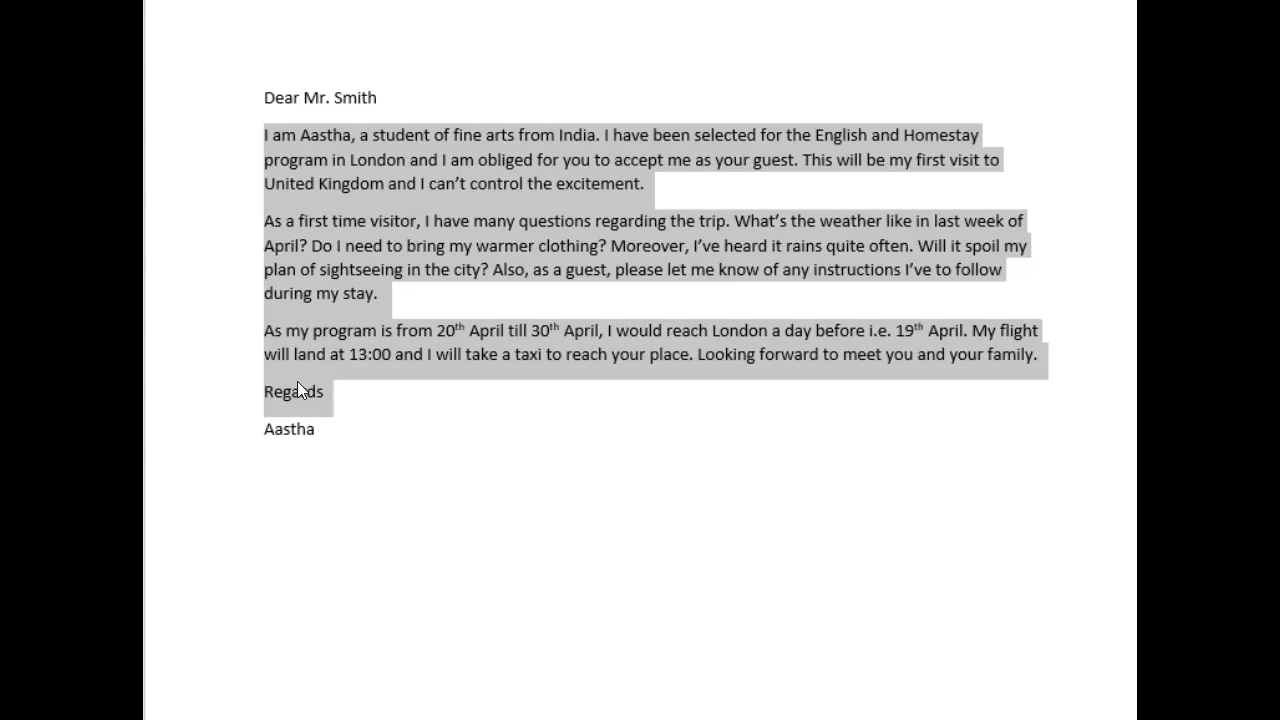 Dear Mr. Smith
I am Aastha, a student of fine arts from India. I have been selected for the English and Homestay
program in London and I am obliged for you to accept me as your guest. This will be my first visit to
United Kingdom and I can’t control the excitement.
As a first time visitor, I have many questions regarding the trip. What’s the weather like in last week of
April? Do I need to bring my warmer clothing? Moreover, I’ve heard it rains quite often. Will it spoil my
plan of sightseeing in the city? Also, as a guest, please let me know of any instructions I’ve to follow
during my stay.
As my program is from 20th April till 30th April, I would reach London a day before i.e. 19th April. My flight
will land at 13:00 and I will take a taxi to reach your place. Looking forward to meet you and your family.
Regards
Aastha